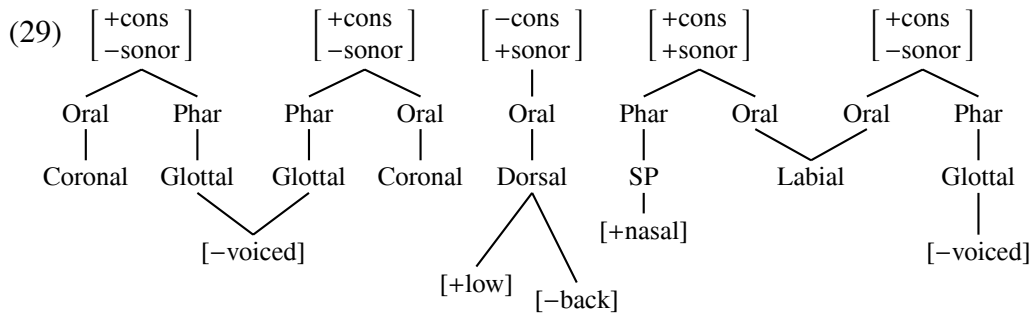 (29) [+cons −sonor] [+cons −sonor] [−cons +sonor] [+cons +sonor] [+cons −sonor]
Oral Phar Phar Oral Oral Phar Oral Oral Phar
Coronal Glottal Glottal Coronal Dorsal SP Labial Glottal
[−voiced] [+nasal] [−voiced]
[+low] [−back]